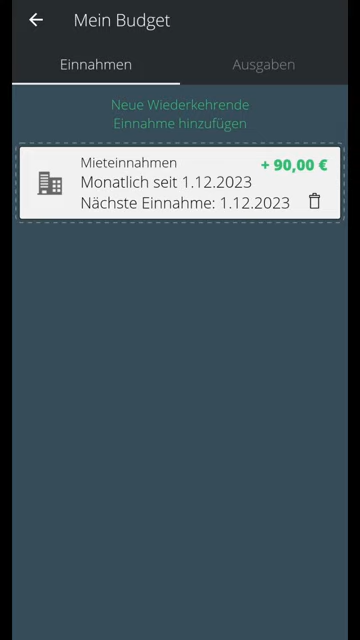 Mein Budget
Einnahmen
Ausgaben
Neue Wiederkehrende
Einnahme hinzufügen
Mieteinnahmen
+ 90,00 €
Monatlich seit 1.12.2023
Nächste Einnahme: 1.12.2023